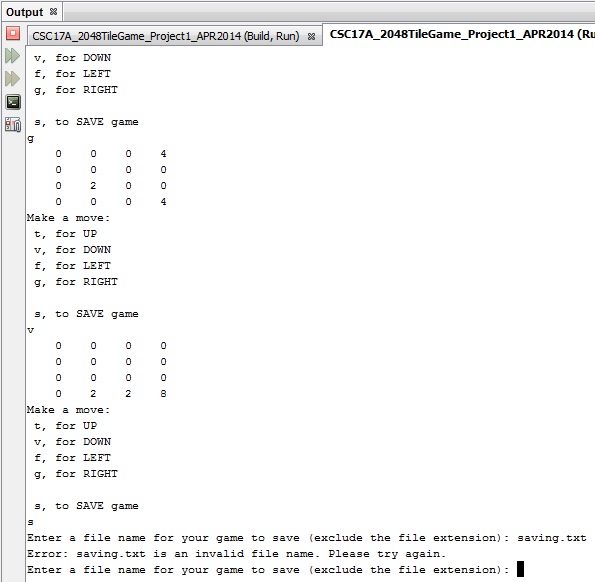 Output
CSC17A_2048TileGame_Project1_APR2014 (Build, Run)
CSC17A_2048TileGame_Project1_APR2014 (Ru
v, for DOWN
f, for LEFT
g, for RIGHT
s, to SAVE game
g
0 0 0 4
0 0 0 0
0 2 0 0
0 0 0 4
Make a move:
t, for UP
v, for DOWN
f, for LEFT
g, for RIGHT
s, to SAVE game
v
0 0 0 0
0 0 0 0
0 0 0 0
0 2 2 8
Make a move:
t, for UP
v, for DOWN
f, for LEFT
g, for RIGHT
s, to SAVE game
s
Enter a file name for your game to save (exclude the file extension): saving.txt
Error: saving.txt is an invalid file name. Please try again.
Enter a file name for your game to save (exclude the file extension):